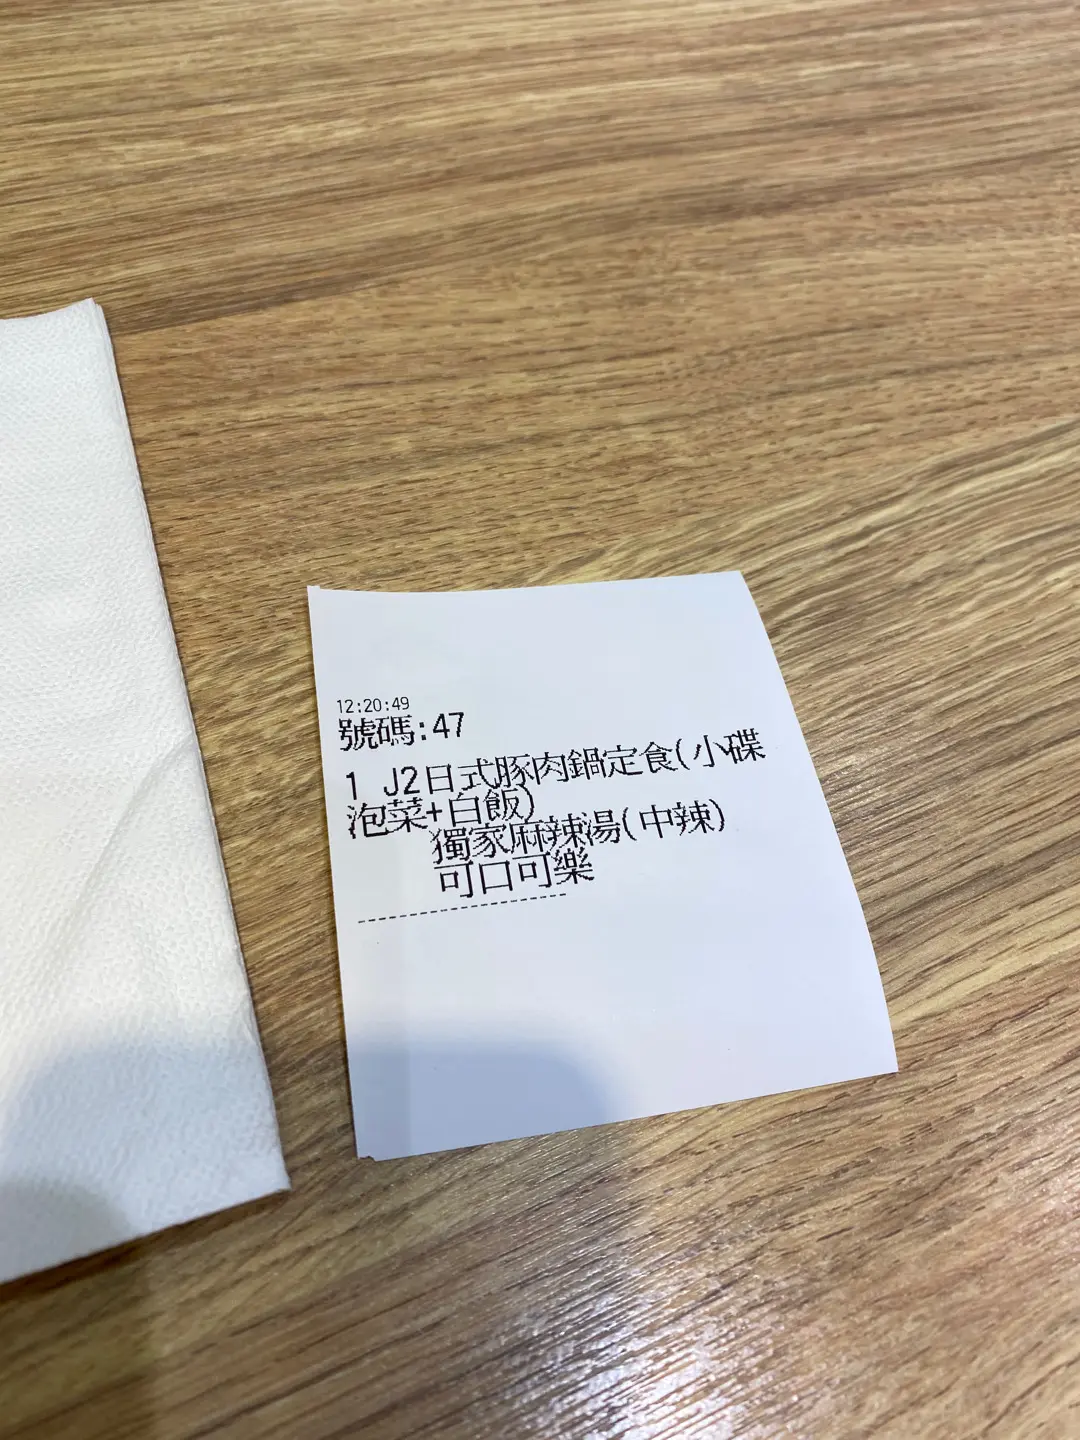 12:20:49
號碼:47
1 J2日式豚肉鍋定食(小碟
泡菜+白飯)
獨家麻辣湯(中辣)
可口可樂